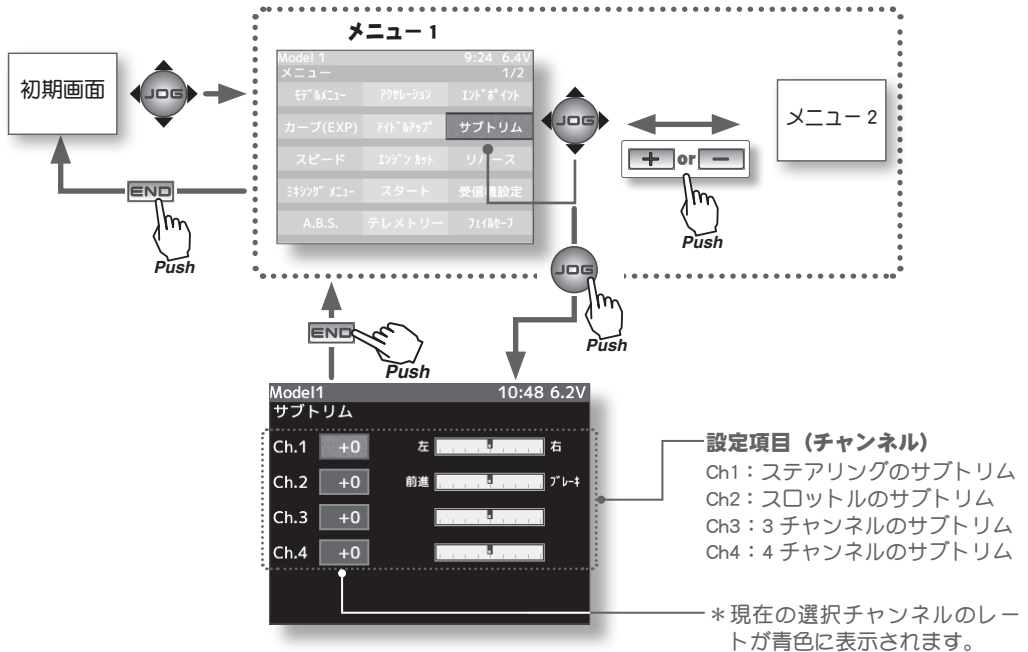 メニュー 1
初期画面
JOG
Model 1 9:24 6.4V
メニュー 1/2
ﾓﾃﾞﾙﾒﾆｭｰ ｱｸｾﾚｰｼｮﾝ ｴﾝﾄﾞﾎﾟｲﾝﾄ
カーブ(EXP) ｱｲﾄﾞﾙｱｯﾌﾟ サブトリム
スピード ｴﾝｼﾞﾝ ｶｯﾄ リバース
ﾐｷｼﾝｸﾞ ﾒﾆｭｰ スタート 受信機設定
A.B.S. テレメトリー ﾌｪｲﾙｾｰﾌ
JOG
+ or −
Push
メニュー 2
END
Push
JOG
Push
END
Push
Model1 10:48 6.2V
サブトリム
Ch.1 +0 左 右
Ch.2 +0 前進 ﾌﾞﾚｰｷ
Ch.3 +0
Ch.4 +0
設定項目（チャンネル）
Ch1：ステアリングのサブトリム
Ch2：スロットルのサブトリム
Ch3：3 チャンネルのサブトリム
Ch4：4 チャンネルのサブトリム
＊現在の選択チャンネルのレー
トが青色に表示されます。